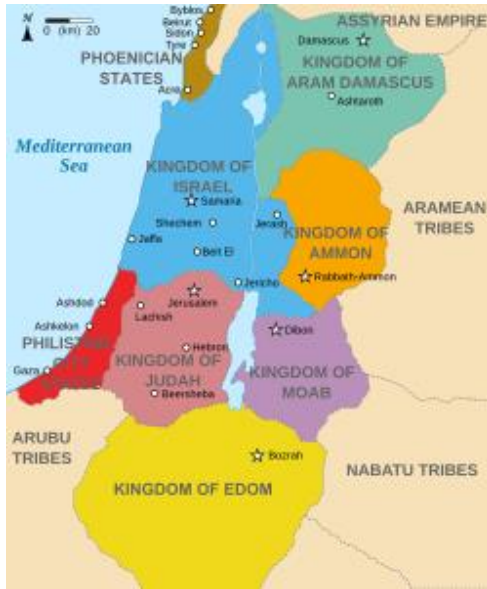 Byblos
N
Beirut
0 (km) 20
Sidon
Tyre
ASSYRIAN EMPIRE
Damascus
PHOENICIAN
STATES
KINGDOM OF
ARAM DAMASCUS
Acre
Ashtaroth
Mediterranean
Sea
KINGDOM OF
ISRAEL
Samaria
Shechem
Jerash
ARAMEAN
TRIBES
Jaffa
KINGDOM OF
AMMON
Beit El
Rabbath-Ammon
Jericho
Ashdod
Jerusalem
Lachish
Ashkelon
Dibon
PHILISTINE
CITY
STATES
Hebron
Gaza
KINGDOM OF
JUDAH
KINGDOM OF
MOAB
Beersheba
ARUBU
TRIBES
Bozrah
NABATU TRIBES
KINGDOM OF EDOM